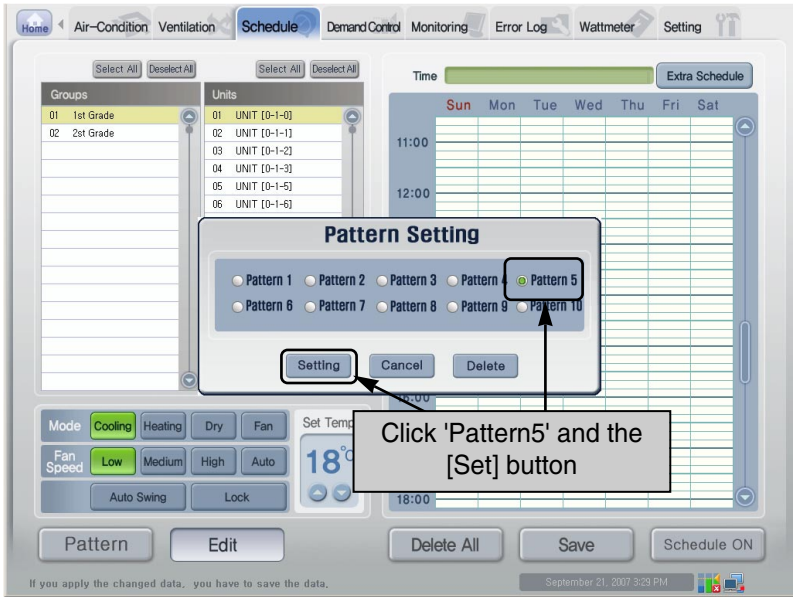 Home Air-Condition Ventilation Schedule Demand Control Monitoring Error Log Wattmeter Setting
Select All Deselect All Select All Deselect All
Time Extra Schedule
Groups Units
Sun Mon Tue Wed Thu Fri Sat
01 1st Grade 01 UNIT [0-1-0]
02 2st Grade 02 UNIT [0-1-1]
11:00
03 UNIT [0-1-2]
04 UNIT [0-1-3]
05 UNIT [0-1-5]
12:00
06 UNIT [0-1-6]
Pattern Setting
Pattern 1 Pattern 2 Pattern 3 Pattern 4 Pattern 5
Pattern 6 Pattern 7 Pattern 8 Pattern 9 Pattern 10
Setting Cancel Delete
16:00
Click 'Pattern5' and the
[Set] button
Mode Cooling Heating Dry Fan Set Temp
Fan Speed Low Medium High Auto 18°C
Auto Swing Lock
18:00
Pattern Edit Delete All Save Schedule ON
If you apply the changed data, you have to save the data.
September 21, 2007 3:29 PM